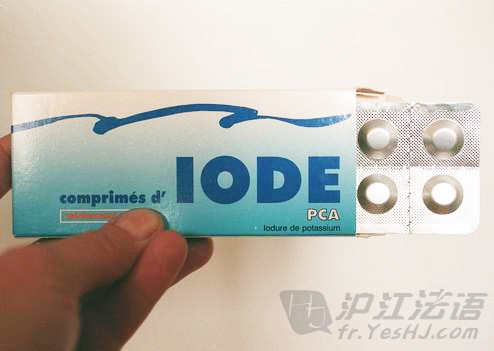 comprimés d'
IODE
PCA
Iodure de potassium
沪江法语
fr.YesHJ.com